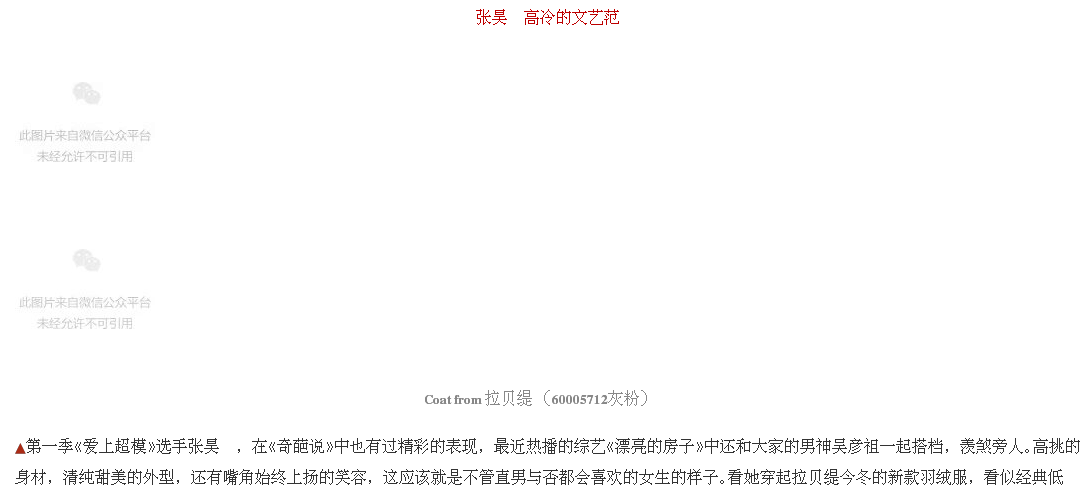 张昊 高冷的文艺范
此图片来自微信公众平台
未经允许不可引用
此图片来自微信公众平台
未经允许不可引用
Coat from 拉贝缇（60005712灰粉）
▲第一季《爱上超模》选手张昊 ，在《奇葩说》中也有过精彩的表现，最近热播的综艺《漂亮的房子》中还和大家的男神吴彦祖一起搭档，羡煞旁人。高挑的
身材，清纯甜美的外型，还有嘴角始终上扬的笑容，这应该就是不管直男与否都会喜欢的女生的样子。看她穿起拉贝缇今冬的新款羽绒服，看似经典低